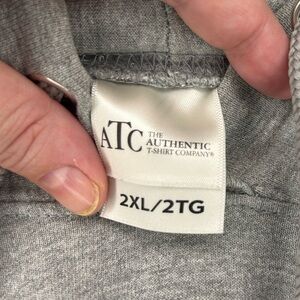 ATC THE
AUTHENTIC
T-SHIRT COMPANY®
2XL/2TG